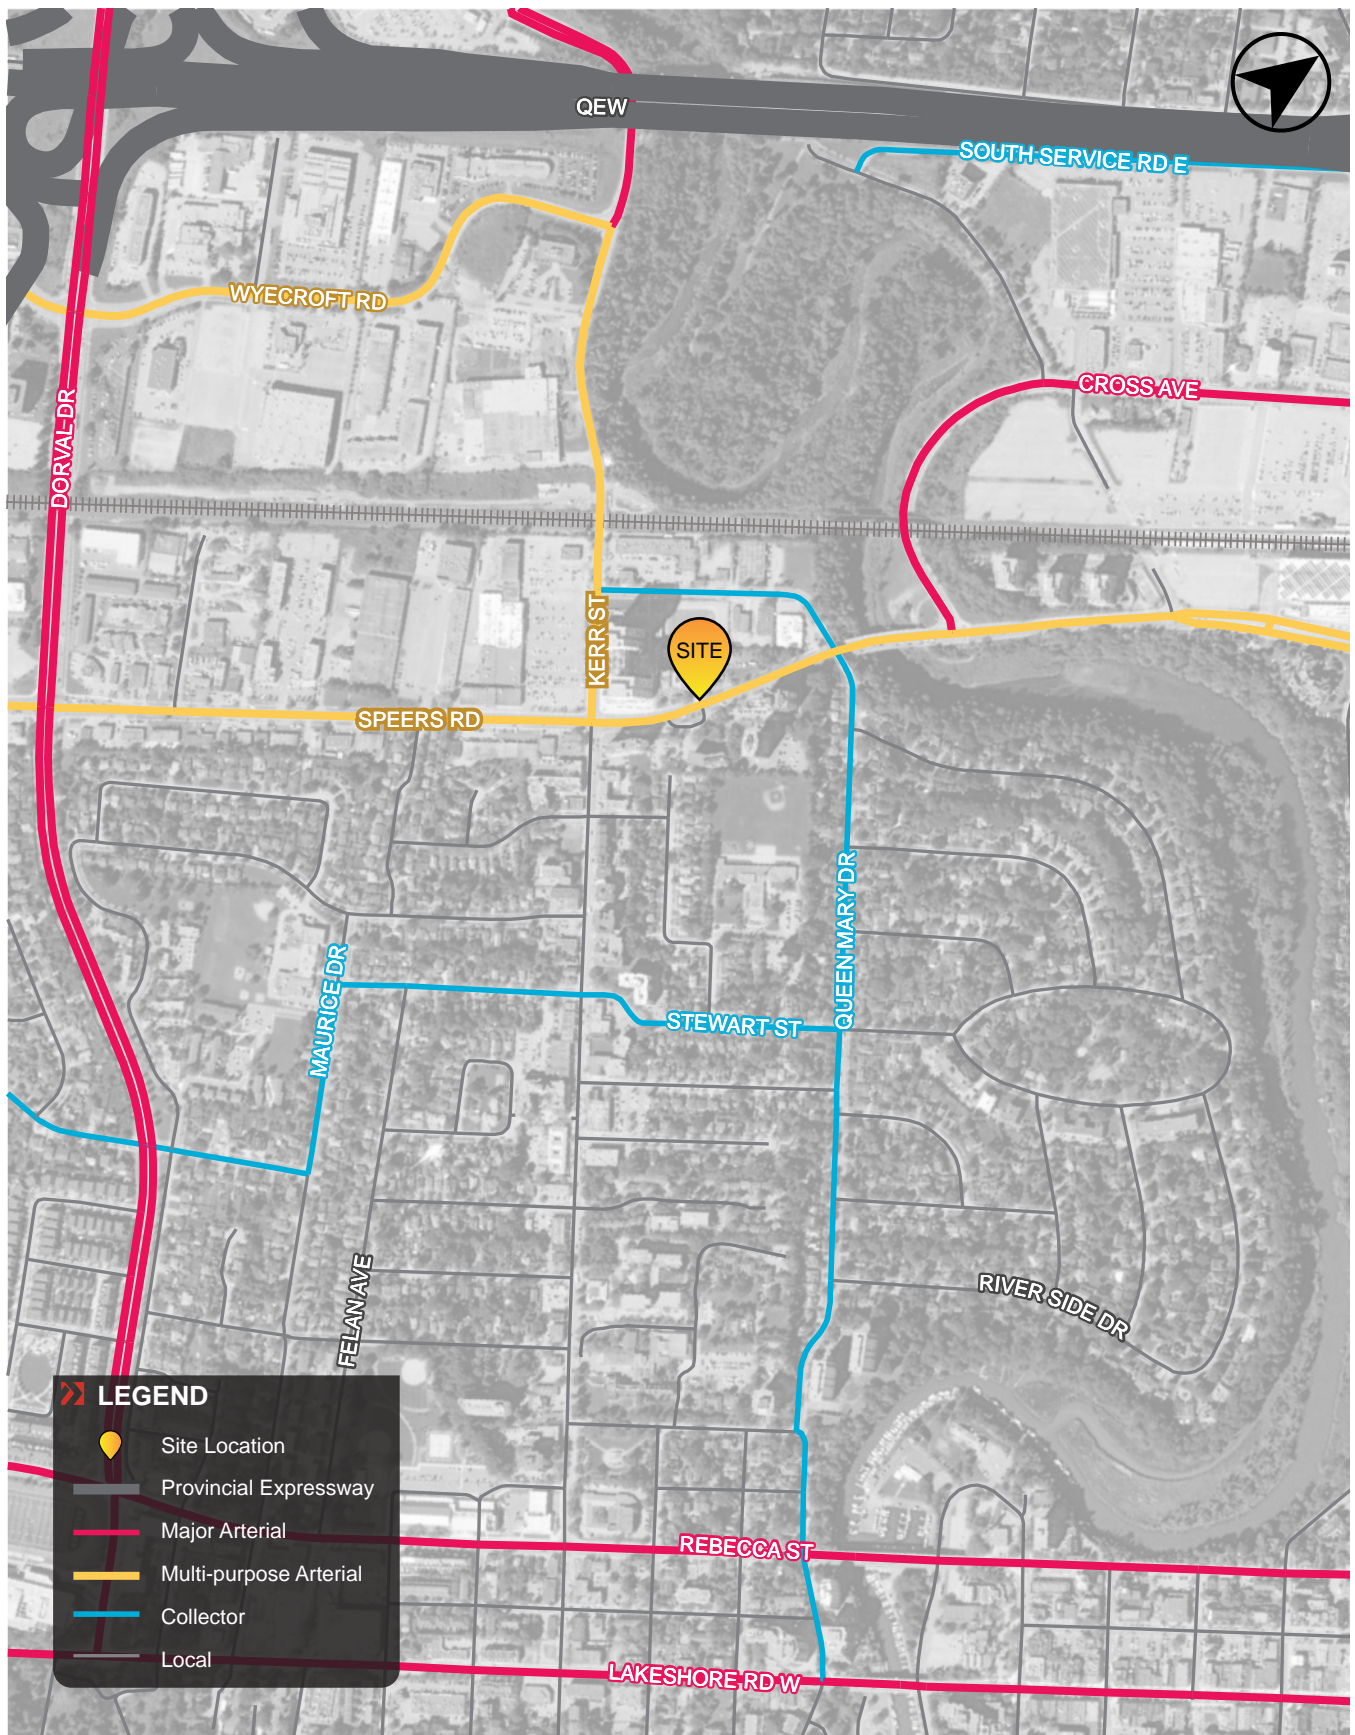 QEW
SOUTH SERVICE RD E
WYECROFT RD
CROSS AVE
DORVAL DR
KERR ST
SITE
SPEERS RD
QUEEN MARY DR
MAURICE DR
STEWART ST
FELAN AVE
RIVER SIDE DR
LEGEND
Site Location
Provincial Expressway
Major Arterial
Multi-purpose Arterial
Collector
Local
REBECCA ST
LAKESHORE RD W